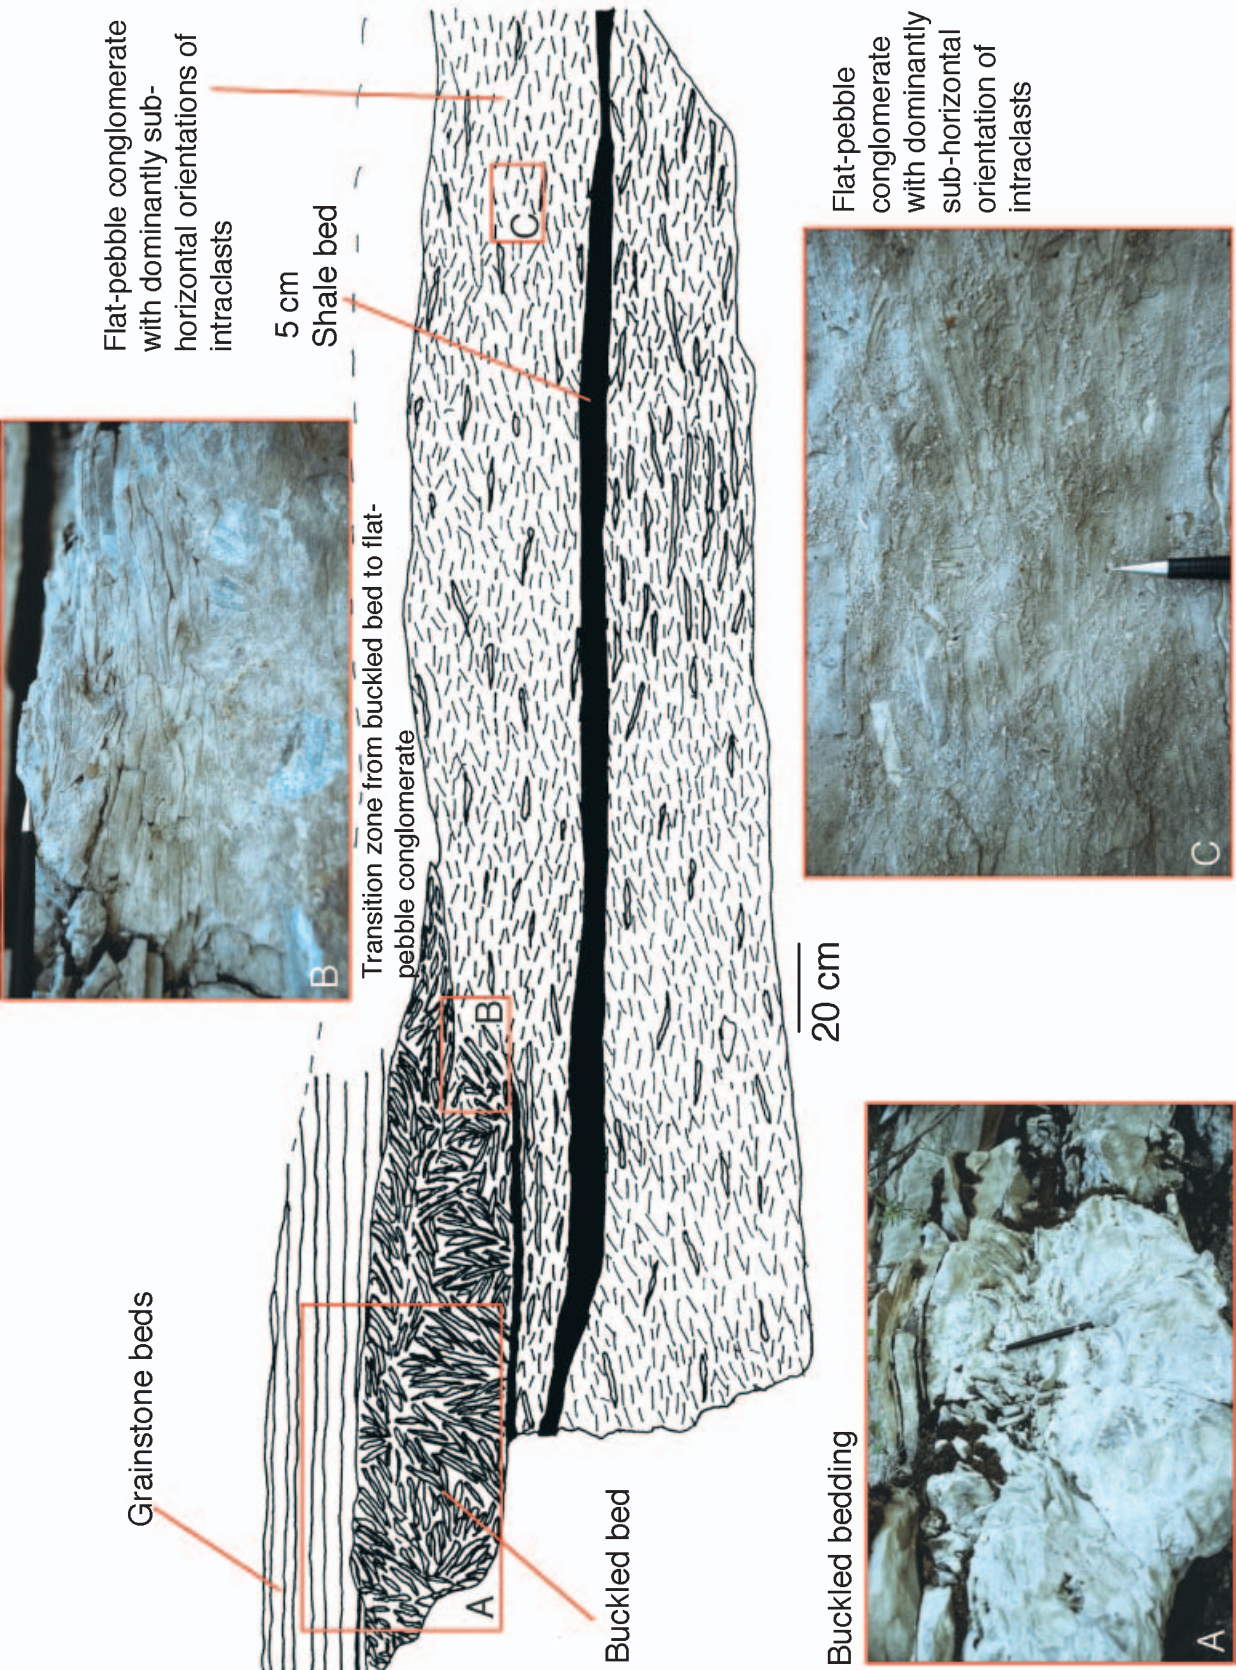 Grainstone beds
Flat-pebble conglomerate
with dominantly sub-
horizontal orientations of
intraclasts
5 cm
Shale bed
B
Transition zone from buckled bed to flat-
pebble conglomerate
A
B
C
Buckled bed
20 cm
Buckled bedding
A
Flat-pebble
conglomerate
with dominantly
sub-horizontal
orientation of
intraclasts
C